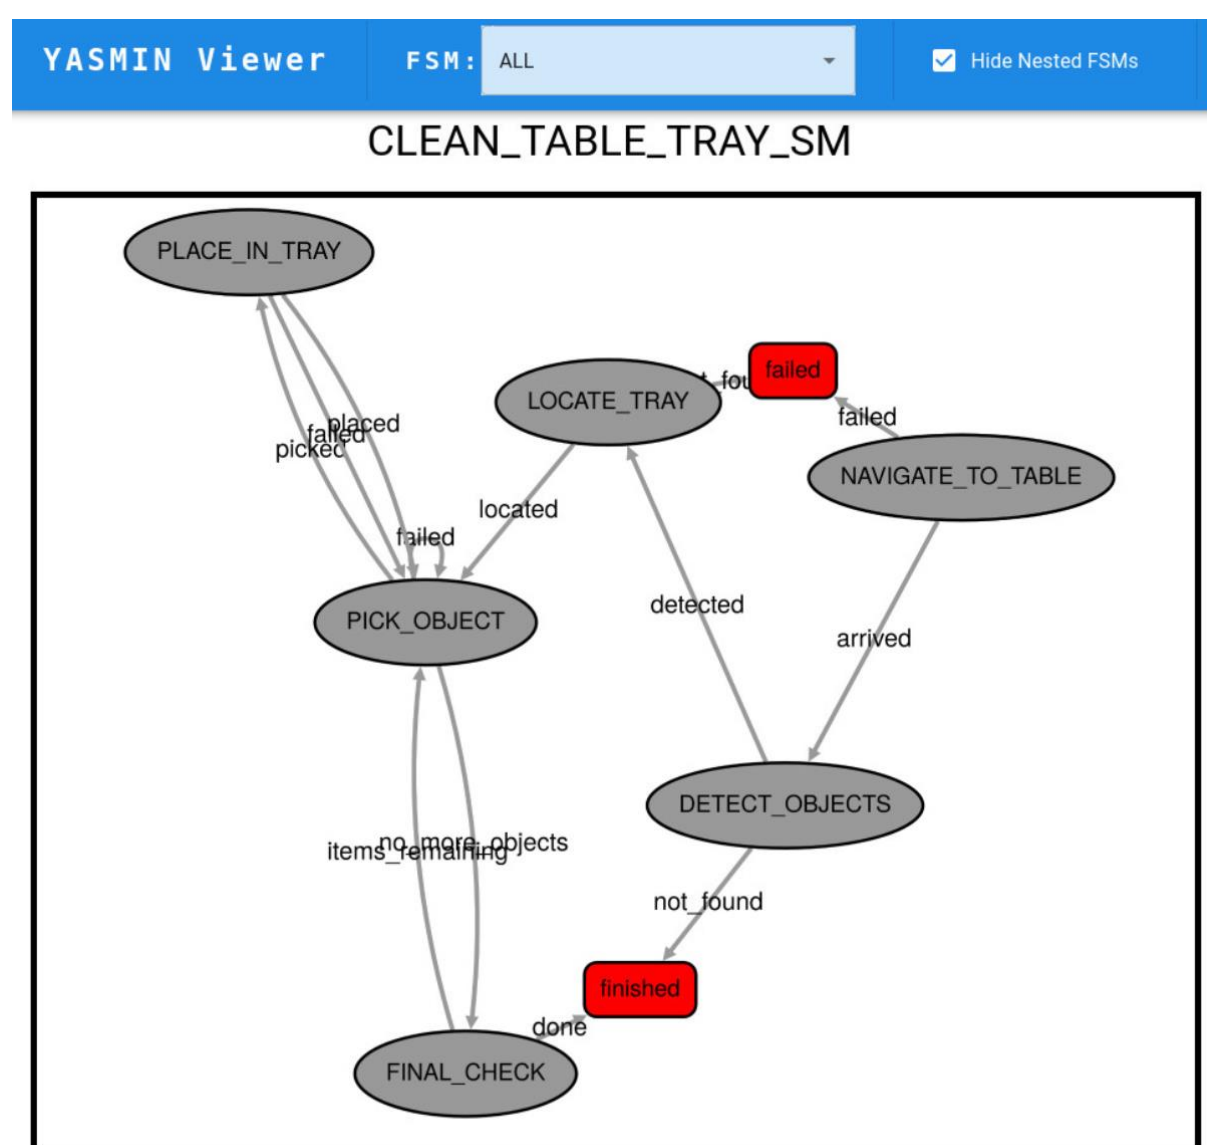 YASMIN Viewer FSM: ALL Hide Nested FSMs
CLEAN_TABLE_TRAY_SM
PLACE_IN_TRAY
failed
LOCATE_TRAY
failed
placed
failed
picked
NAVIGATE_TO_TABLE
located
failed
detected
PICK_OBJECT
arrived
DETECT_OBJECTS
no_more_objects
items_remaining
not_found
finished
done
FINAL_CHECK